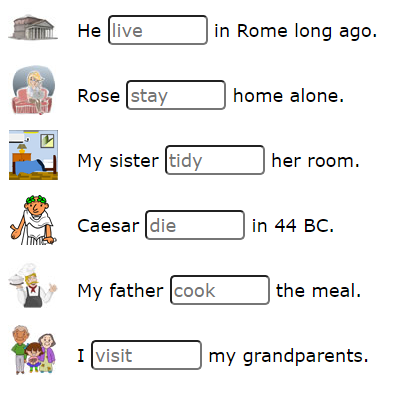 He live in Rome long ago.
Rose stay home alone.
My sister tidy her room.
Caesar die in 44 BC.
My father cook the meal.
I visit my grandparents.